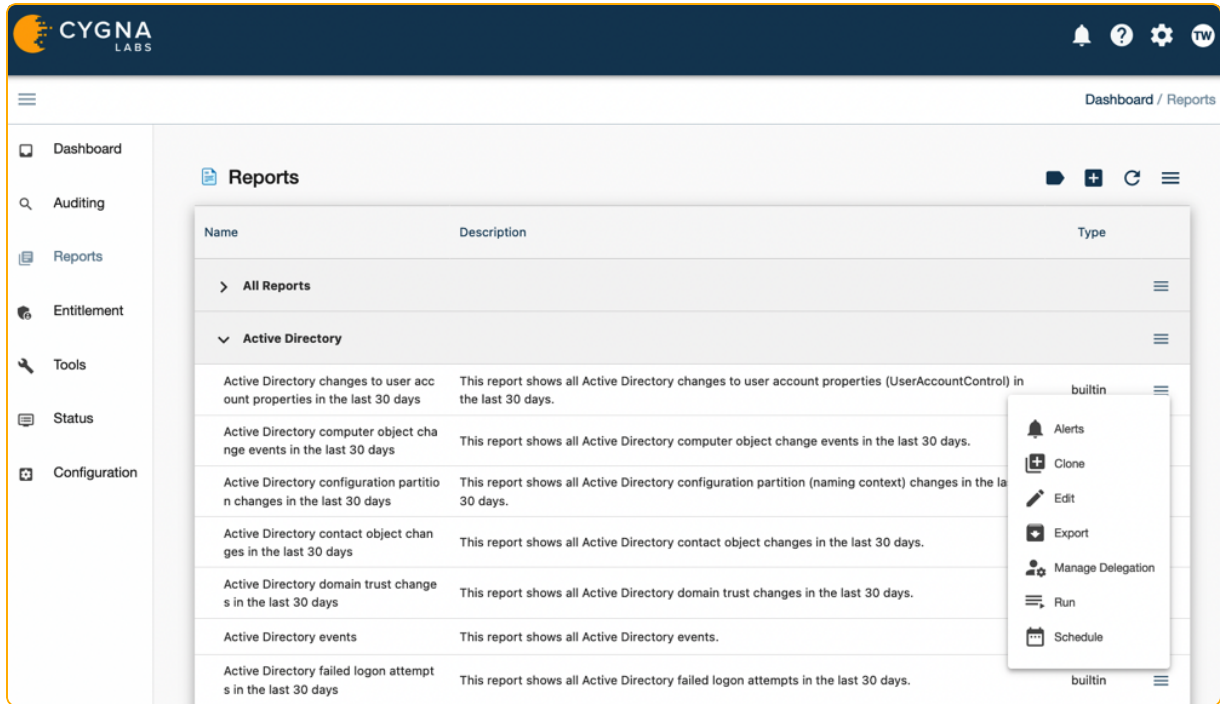 CYGNA
LABS
TW
Dashboard / Reports
Dashboard
Auditing
Reports
Entitlement
Tools
Status
Configuration
Reports
Name Description Type
All Reports
Active Directory
Active Directory changes to user acc
ount properties in the last 30 days
This report shows all Active Directory changes to user account properties (UserAccountControl) in
the last 30 days.
builtin
Active Directory computer object cha
nge events in the last 30 days
This report shows all Active Directory computer object change events in the last 30 days.
Active Directory configuration partitio
n changes in the last 30 days
This report shows all Active Directory configuration partition (naming context) changes in the la
30 days.
Active Directory contact object chan
ges in the last 30 days
This report shows all Active Directory contact object changes in the last 30 days.
Active Directory domain trust change
s in the last 30 days
This report shows all Active Directory domain trust changes in the last 30 days.
Active Directory events
This report shows all Active Directory events.
Active Directory failed logon attempt
s in the last 30 days
This report shows all Active Directory failed logon attempts in the last 30 days.
builtin
Alerts
Clone
Edit
Export
Manage Delegation
Run
Schedule